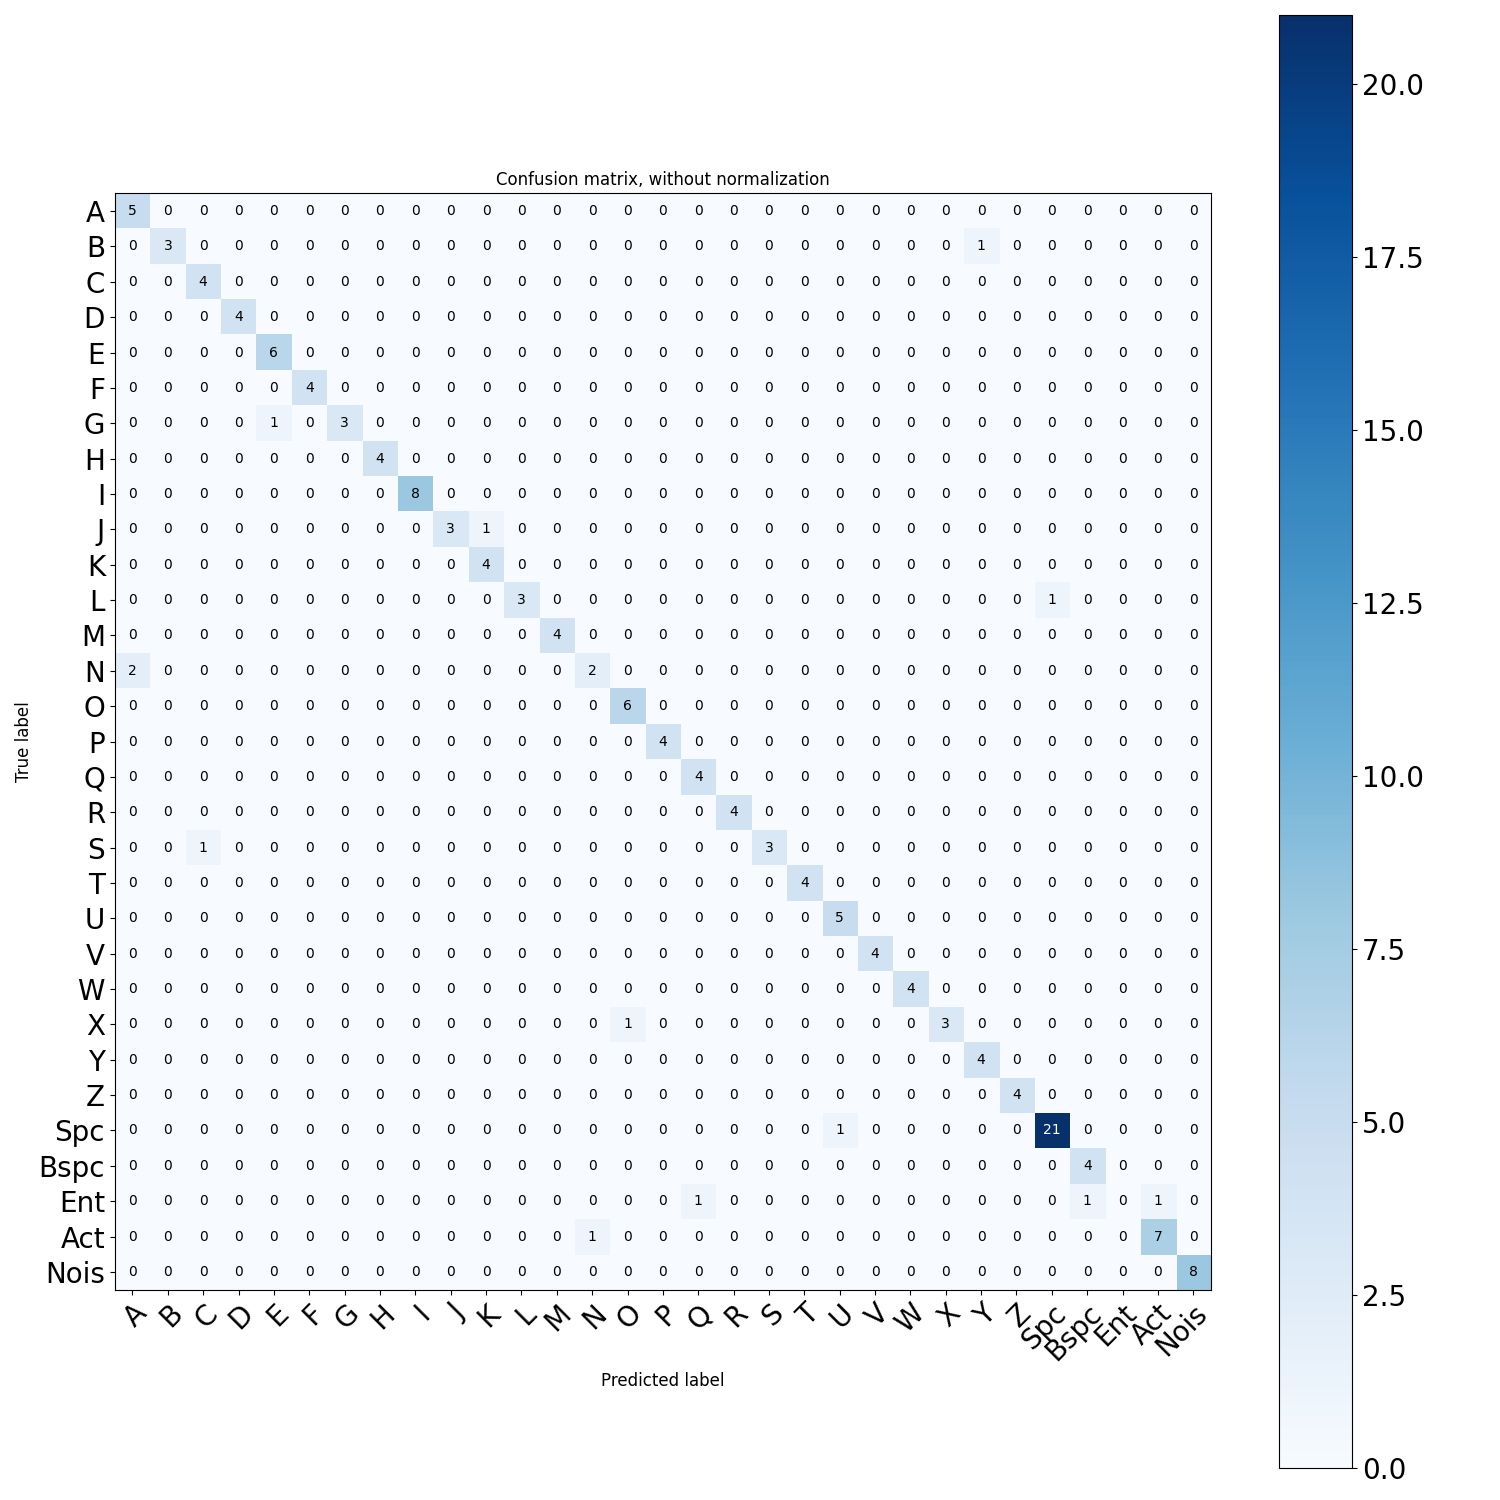 Confusion matrix, without normalization
True label
A 5 0 0 0 0 0 0 0 0 0 0 0 0 0 0 0 0 0 0 0 0 0 0 0 0 0 0 0 0 0 0
B 0 3 0 0 0 0 0 0 0 0 0 0 0 0 0 0 0 0 0 0 0 0 0 0 1 0 0 0 0 0 0
C 0 0 4 0 0 0 0 0 0 0 0 0 0 0 0 0 0 0 0 0 0 0 0 0 0 0 0 0 0 0 0
D 0 0 0 4 0 0 0 0 0 0 0 0 0 0 0 0 0 0 0 0 0 0 0 0 0 0 0 0 0 0 0
E 0 0 0 0 6 0 0 0 0 0 0 0 0 0 0 0 0 0 0 0 0 0 0 0 0 0 0 0 0 0 0
F 0 0 0 0 0 4 0 0 0 0 0 0 0 0 0 0 0 0 0 0 0 0 0 0 0 0 0 0 0 0 0
G 0 0 0 0 1 0 3 0 0 0 0 0 0 0 0 0 0 0 0 0 0 0 0 0 0 0 0 0 0 0 0
H 0 0 0 0 0 0 0 4 0 0 0 0 0 0 0 0 0 0 0 0 0 0 0 0 0 0 0 0 0 0 0
I 0 0 0 0 0 0 0 0 8 0 0 0 0 0 0 0 0 0 0 0 0 0 0 0 0 0 0 0 0 0 0
J 0 0 0 0 0 0 0 0 0 3 1 0 0 0 0 0 0 0 0 0 0 0 0 0 0 0 0 0 0 0 0
K 0 0 0 0 0 0 0 0 0 0 4 0 0 0 0 0 0 0 0 0 0 0 0 0 0 0 0 0 0 0 0
L 0 0 0 0 0 0 0 0 0 0 0 3 0 0 0 0 0 0 0 0 0 0 0 0 0 0 1 0 0 0 0
M 0 0 0 0 0 0 0 0 0 0 0 0 4 0 0 0 0 0 0 0 0 0 0 0 0 0 0 0 0 0 0
N 2 0 0 0 0 0 0 0 0 0 0 0 0 2 0 0 0 0 0 0 0 0 0 0 0 0 0 0 0 0 0
O 0 0 0 0 0 0 0 0 0 0 0 0 0 0 6 0 0 0 0 0 0 0 0 0 0 0 0 0 0 0 0
P 0 0 0 0 0 0 0 0 0 0 0 0 0 0 0 4 0 0 0 0 0 0 0 0 0 0 0 0 0 0 0
Q 0 0 0 0 0 0 0 0 0 0 0 0 0 0 0 0 4 0 0 0 0 0 0 0 0 0 0 0 0 0 0
R 0 0 0 0 0 0 0 0 0 0 0 0 0 0 0 0 0 4 0 0 0 0 0 0 0 0 0 0 0 0 0
S 0 0 1 0 0 0 0 0 0 0 0 0 0 0 0 0 0 0 3 0 0 0 0 0 0 0 0 0 0 0 0
T 0 0 0 0 0 0 0 0 0 0 0 0 0 0 0 0 0 0 0 4 0 0 0 0 0 0 0 0 0 0 0
U 0 0 0 0 0 0 0 0 0 0 0 0 0 0 0 0 0 0 0 0 5 0 0 0 0 0 0 0 0 0 0
V 0 0 0 0 0 0 0 0 0 0 0 0 0 0 0 0 0 0 0 0 0 4 0 0 0 0 0 0 0 0 0
W 0 0 0 0 0 0 0 0 0 0 0 0 0 0 0 0 0 0 0 0 0 0 4 0 0 0 0 0 0 0 0
X 0 0 0 0 0 0 0 0 0 0 0 0 0 0 1 0 0 0 0 0 0 0 0 3 0 0 0 0 0 0 0
Y 0 0 0 0 0 0 0 0 0 0 0 0 0 0 0 0 0 0 0 0 0 0 0 0 4 0 0 0 0 0 0
Z 0 0 0 0 0 0 0 0 0 0 0 0 0 0 0 0 0 0 0 0 0 0 0 0 0 4 0 0 0 0 0
Spc 0 0 0 0 0 0 0 0 0 0 0 0 0 0 0 0 0 0 0 0 1 0 0 0 0 0 21 0 0 0 0
Bspc 0 0 0 0 0 0 0 0 0 0 0 0 0 0 0 0 0 0 0 0 0 0 0 0 0 0 0 4 0 0 0
Ent 0 0 0 0 0 0 0 0 0 0 0 0 0 0 0 0 1 0 0 0 0 0 0 0 0 0 0 1 0 1 0
Act 0 0 0 0 0 0 0 0 0 0 0 0 0 1 0 0 0 0 0 0 0 0 0 0 0 0 0 0 0 7 0
Nois 0 0 0 0 0 0 0 0 0 0 0 0 0 0 0 0 0 0 0 0 0 0 0 0 0 0 0 0 0 0 8
A B C D E F G H I J K L M N O P Q R S T U V W X Y Z Spc Bspc Ent Act Nois
Predicted label
20.0
17.5
15.0
12.5
10.0
7.5
5.0
2.5
0.0